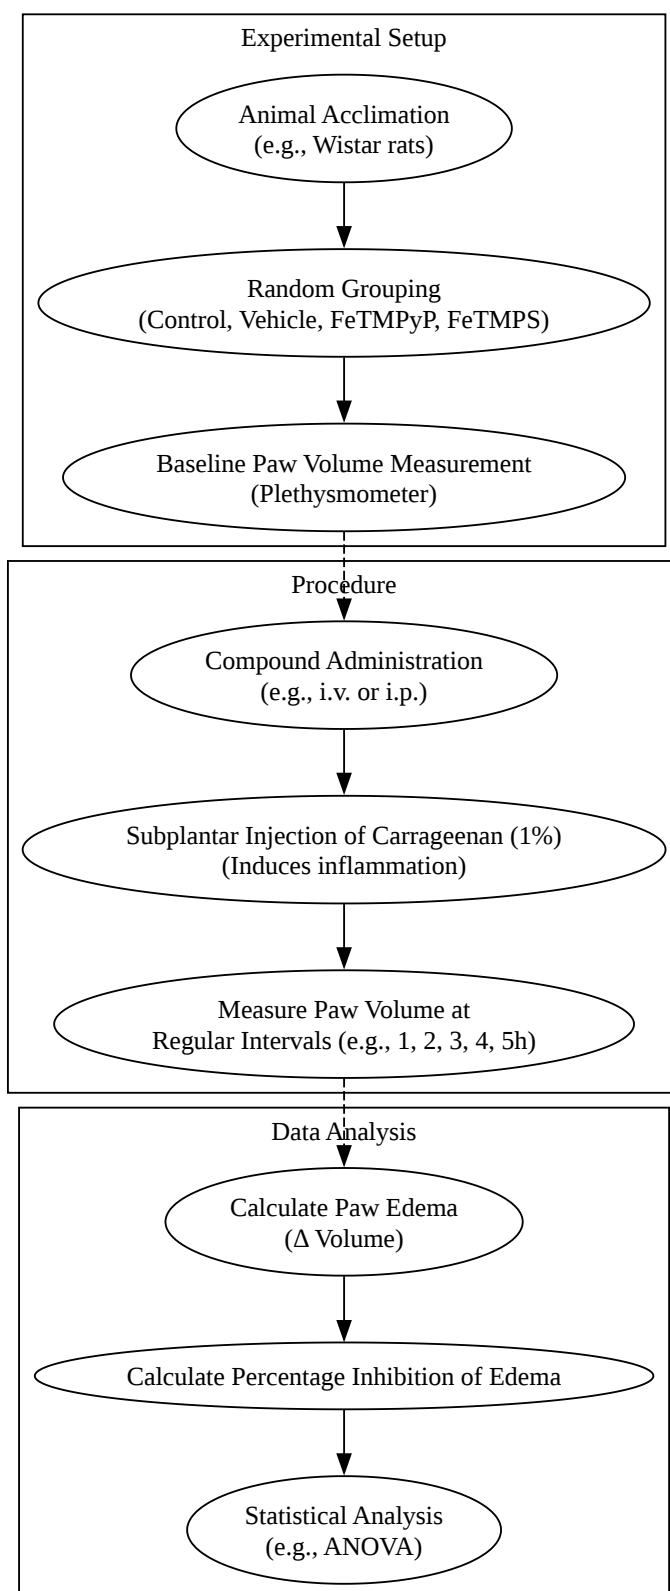 Experimental Setup
Animal Acclimation
(e.g., Wistar rats)
Random Grouping
(Control, Vehicle, FeTMPyP, FeTMPS)
Baseline Paw Volume Measurement
(Plethysmometer)
Procedure
Compound Administration
(e.g., i.v. or i.p.)
Subplantar Injection of Carrageenan (1%)
(Induces inflammation)
Measure Paw Volume at
Regular Intervals (e.g., 1, 2, 3, 4, 5h)
Data Analysis
Calculate Paw Edema
(Δ Volume)
Calculate Percentage Inhibition of Edema
Statistical Analysis
(e.g., ANOVA)